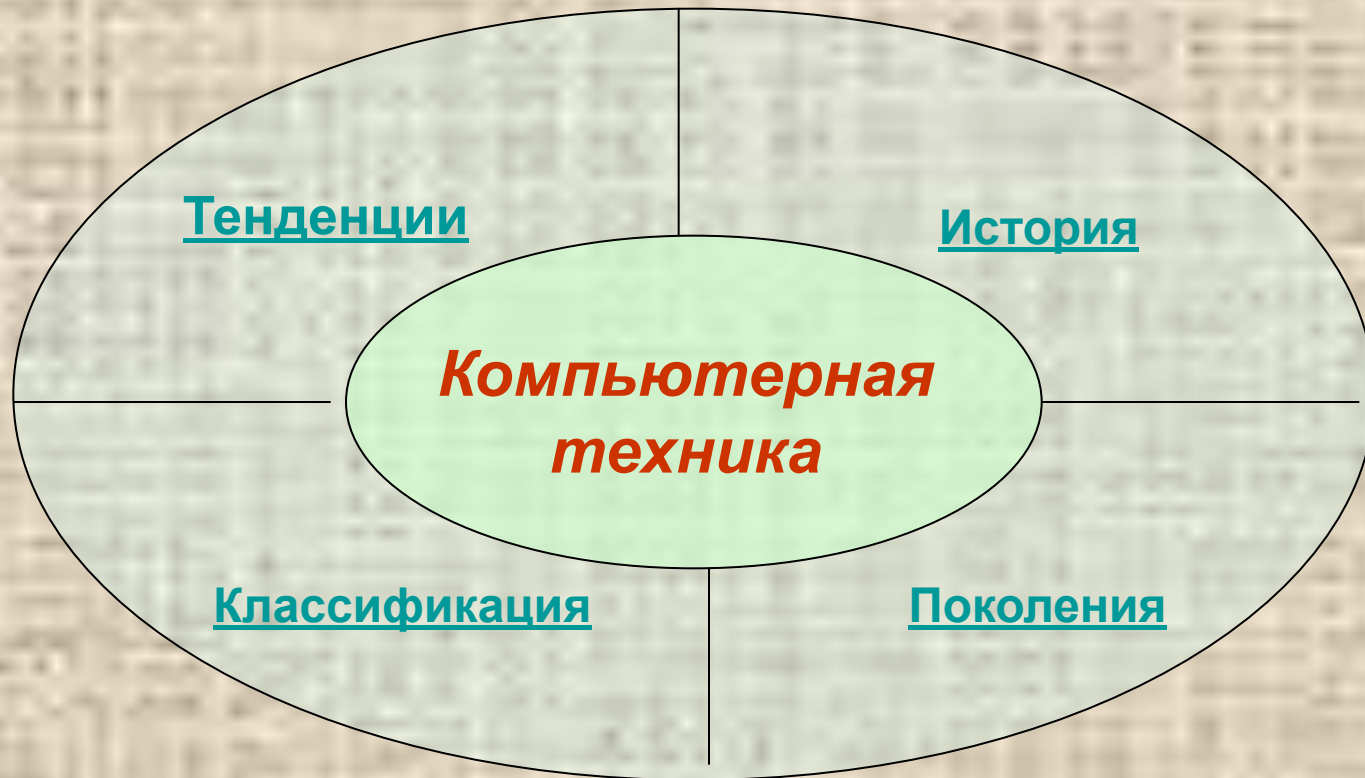 Тенденции
История
Компьютерная
техника
Классификация
Поколения